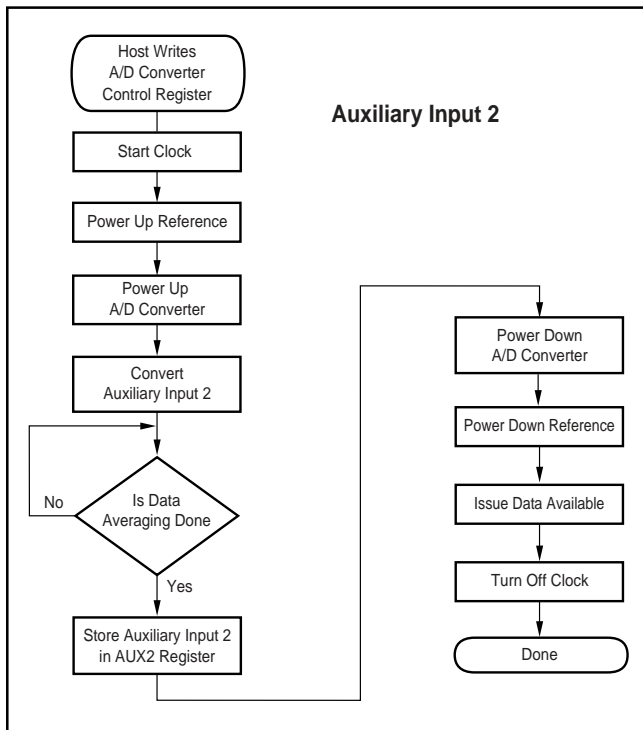 Host Writes
A/D Converter
Control Register
Auxiliary Input 2
Start Clock
Power Up Reference
Power Up
A/D Converter
Convert
Auxiliary Input 2
No
Is Data
Averaging Done
Yes
Store Auxiliary Input 2
in AUX2 Register
Power Down
A/D Converter
Power Down Reference
Issue Data Available
Turn Off Clock
Done